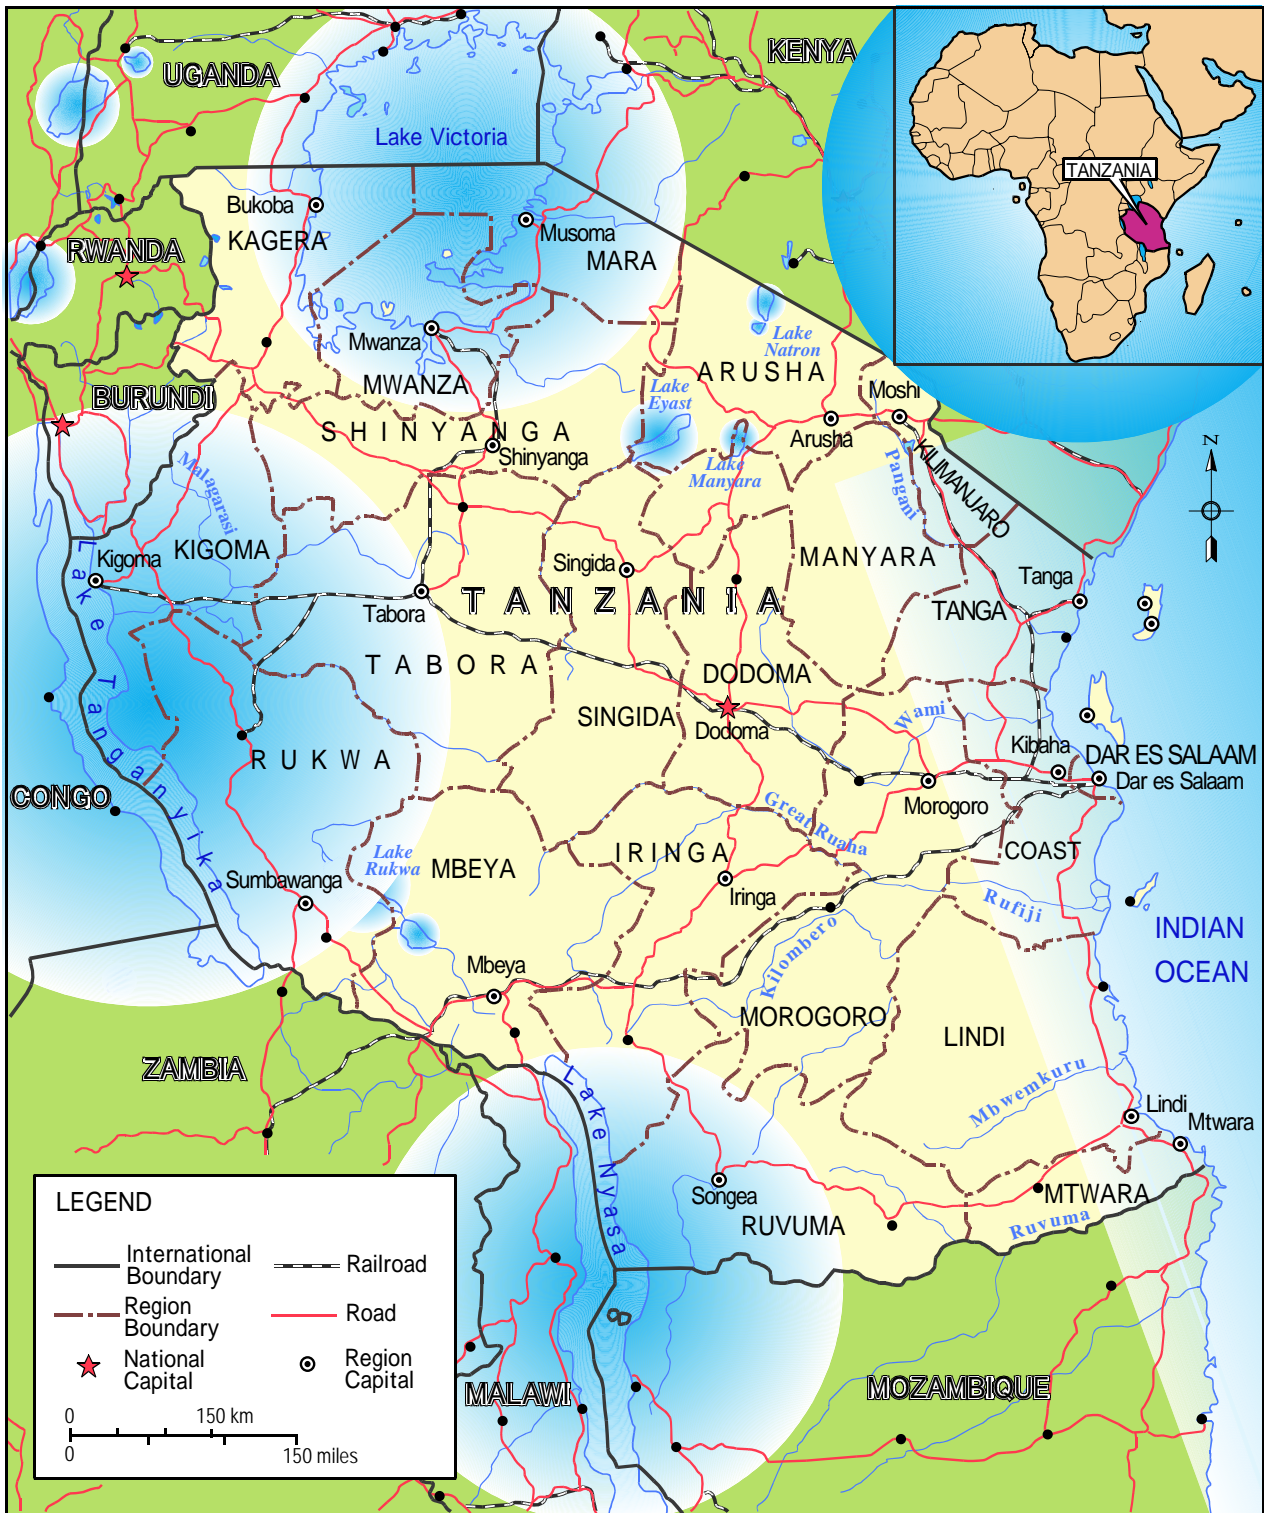 UGANDA
KENYA
Lake Victoria
TANZANIA
Bukoba
KAGERA
Musoma
MARA
RWANDA
Mwanza
MWANZA
Lake
Natron
ARUSHA
Lake
Eyast
Moshi
BURUNDI
SHINYANGA
Shinyanga
Arusha
Lake
Manyara
Pangani
KILIMANJARO
N
Malagarasi
KIGOMA
Kigoma
Singida
MANYARA
Tanga
Tabora
TANZANIA
TANGA
Lake Tanganyika
TABORA
DODOMA
SINGIDA
Dodoma
Wami
Kibaha
DAR ES SALAAM
Dar es Salaam
RUKWA
CONGO
Morogoro
Great Ruaha
COAST
Lake
Rukwa
MBEYA
IRINGA
Iringa
Sumbawanga
Rufiji
INDIAN
OCEAN
Kilombero
Mbeya
MOROGORO
LINDI
ZAMBIA
Lake Nyasa
Mbwemkuru
Lindi
Mtwara
Songea
RUVUMA
MTWARA
Ruvuma
LEGEND
International
Boundary
Railroad
Region
Boundary
Road
National
Capital
Region
Capital
0
150 km
0
150 miles
MALAWI
MOZAMBIQUE